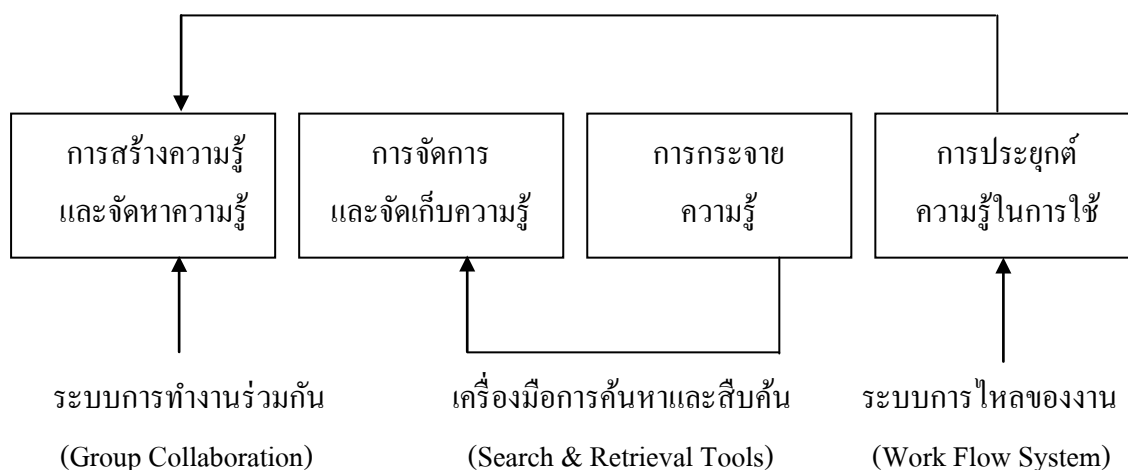 การสร้างความรู้
และจัดหาความรู้
การจัดการ
และจัดเก็บความรู้
การกระจาย
ความรู้
การประยุกต์
ความรู้ในการใช้
ระบบการทำงานร่วมกัน
(Group Collaboration)
เครื่องมือการค้นหาและสืบค้น
(Search & Retrieval Tools)
ระบบการไหลของงาน
(Work Flow System)